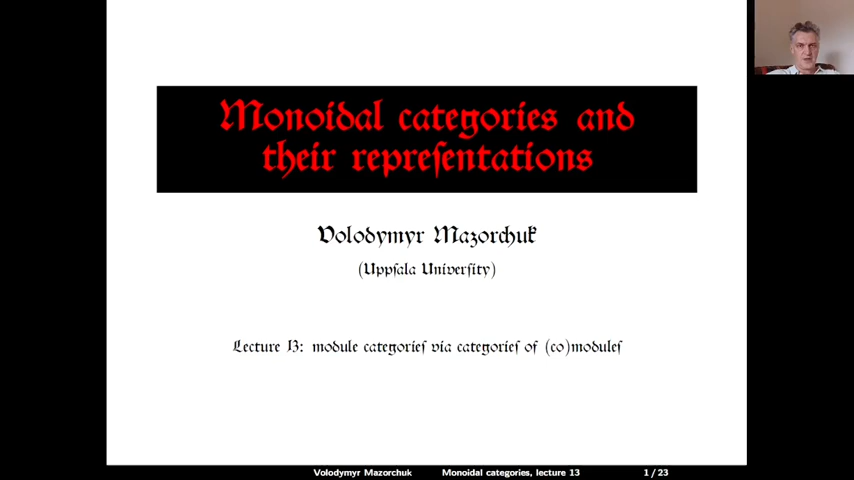 Monoidal categories and
their repreſentations
Volodymyr Mazorchuk
(Uppſala Univerſity)
Lecture 13: module categorieſ via categorieſ of (co)moduleſ
Volodymyr Mazorchuk Monoidal categories, lecture 13 1 / 23